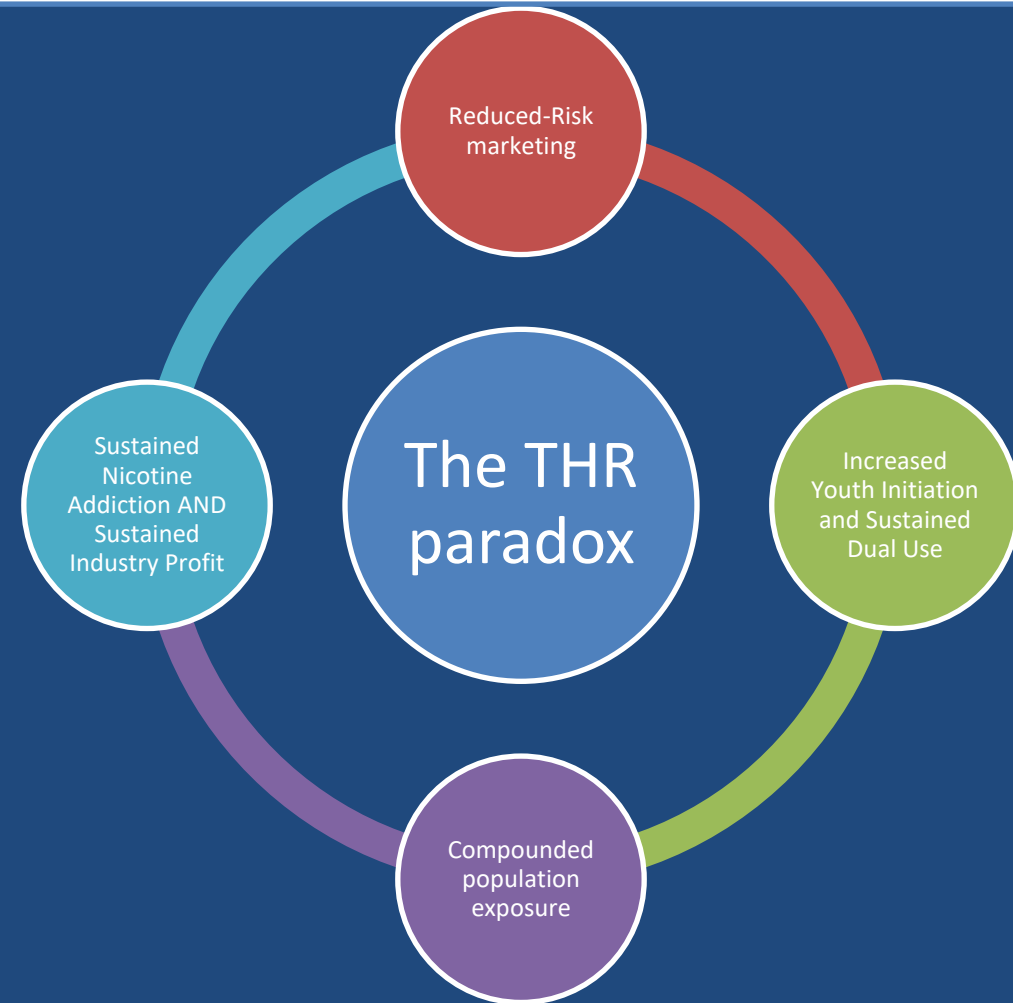 Reduced-Risk
marketing
The THR
paradox
Increased
Youth Initiation
and Sustained
Dual Use
Compounded
population
exposure
Sustained
Nicotine
Addiction AND
Sustained
Industry Profit